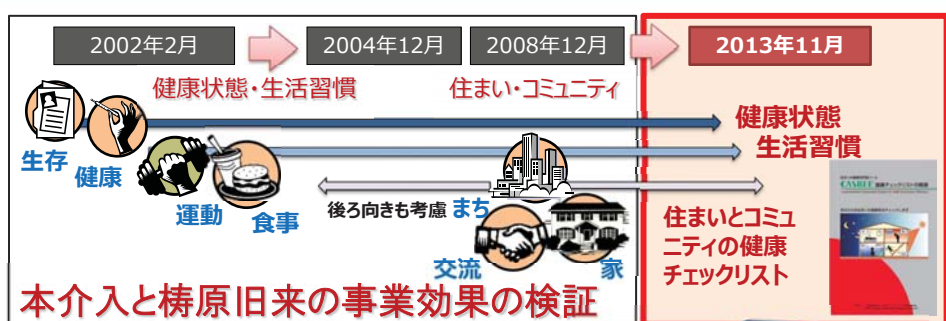 2002年2月
2004年12月
2008年12月
2013年11月
健康状態・生活習慣
住まい・コミュニティ
健康状態
生活習慣
生存
健康
運動
食事
後ろ向きも考慮
まち
交流
家
住まいとコミュ
ニティの健康
チェックリスト
CASBEE
本介入と梼原旧来の事業効果の検証